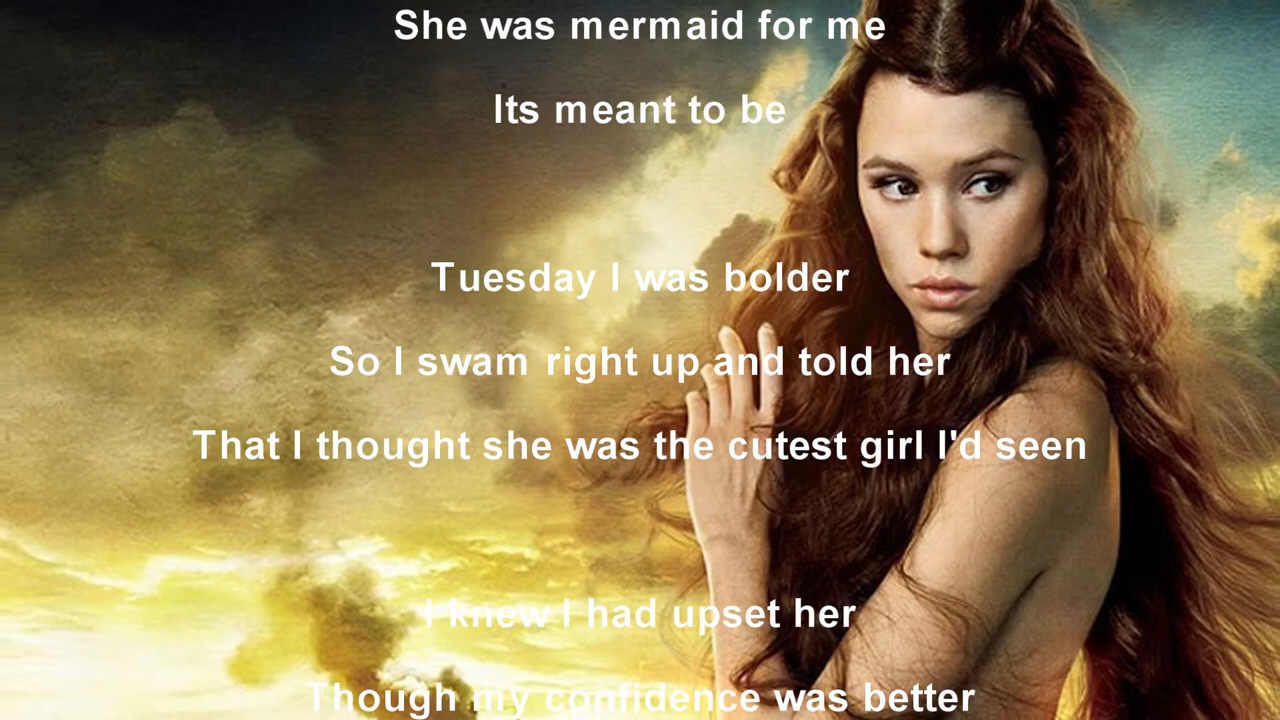 She was mermaid for me
Its meant to be
Tuesday I was bolder
So I swam right up and told her
That I thought she was the cutest girl I'd seen
I knew I had upset her
Though my confidence was better